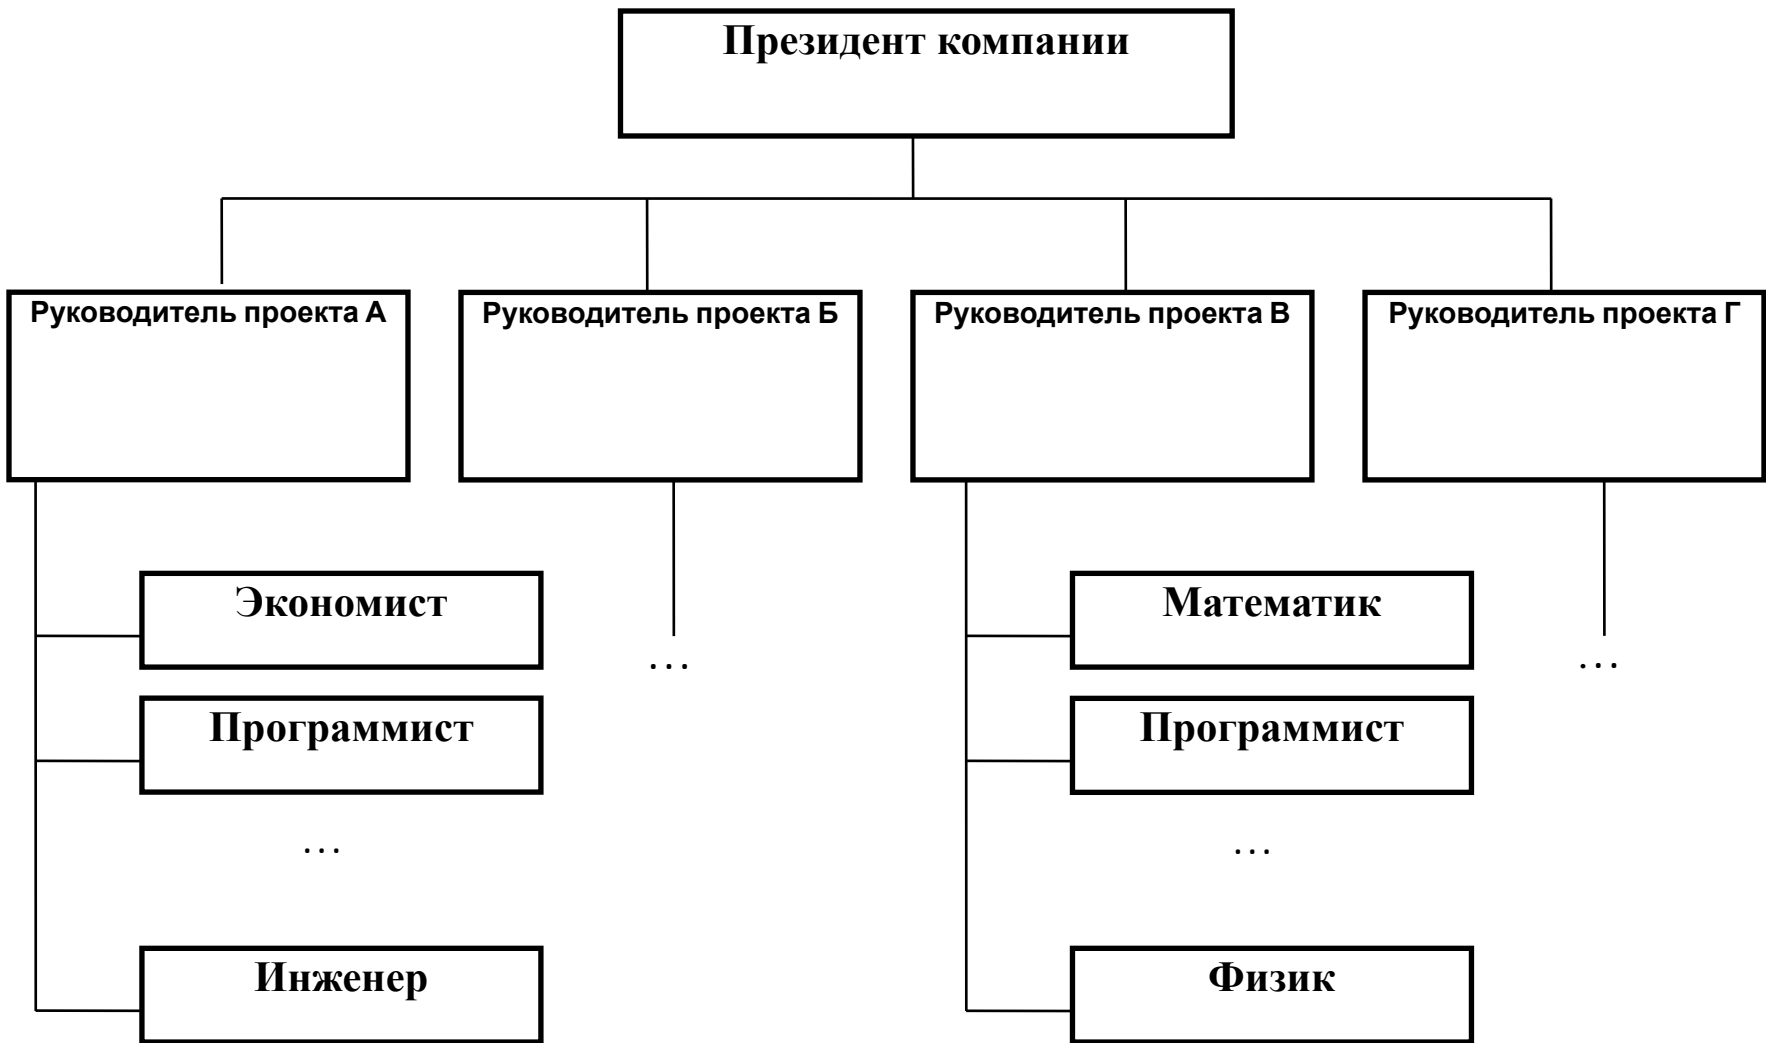 Президент компании
Руководитель проекта А
Руководитель проекта Б
Руководитель проекта В
Руководитель проекта Г
Экономист
Математик
...
...
Программист
Программист
...
...
Инженер
Физик